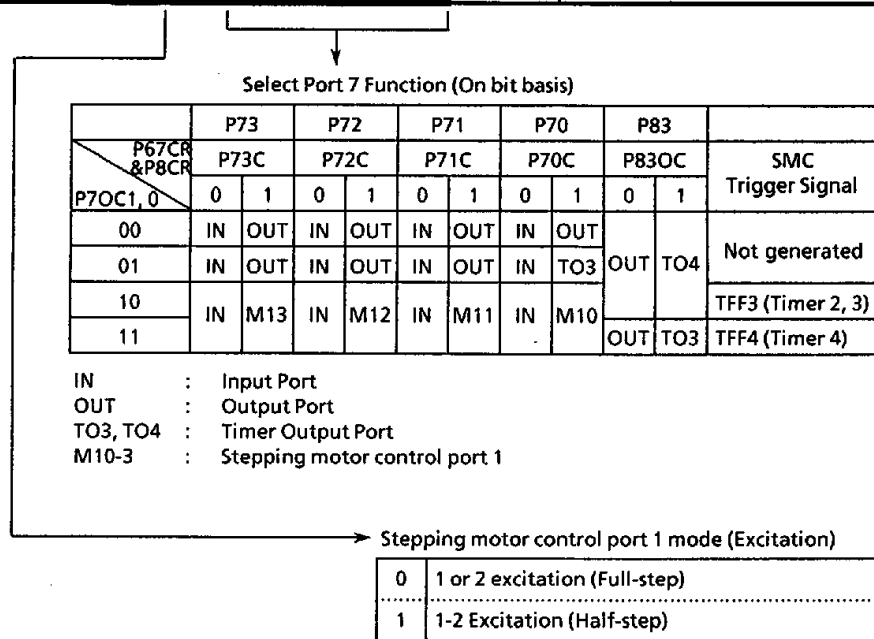 Select Port 7 Function (On bit basis)
P73 P72 P71 P70 P83
P67CR &P8CR P73C P72C P71C P70C P83OC SMC Trigger Signal
P7OC1, 0 0 1 0 1 0 1 0 1 0 1
00 IN OUT IN OUT IN OUT IN OUT OUT TO4 Not generated
01 IN OUT IN OUT IN OUT IN TO3
10 IN M13 IN M12 IN M11 IN M10 TFF3 (Timer 2, 3)
11 OUT TO3 TFF4 (Timer 4)
IN : Input Port
OUT : Output Port
TO3, TO4 : Timer Output Port
M10-3 : Stepping motor control port 1
Stepping motor control port 1 mode (Excitation)
0 1 or 2 excitation (Full-step)
1 1-2 Excitation (Half-step)